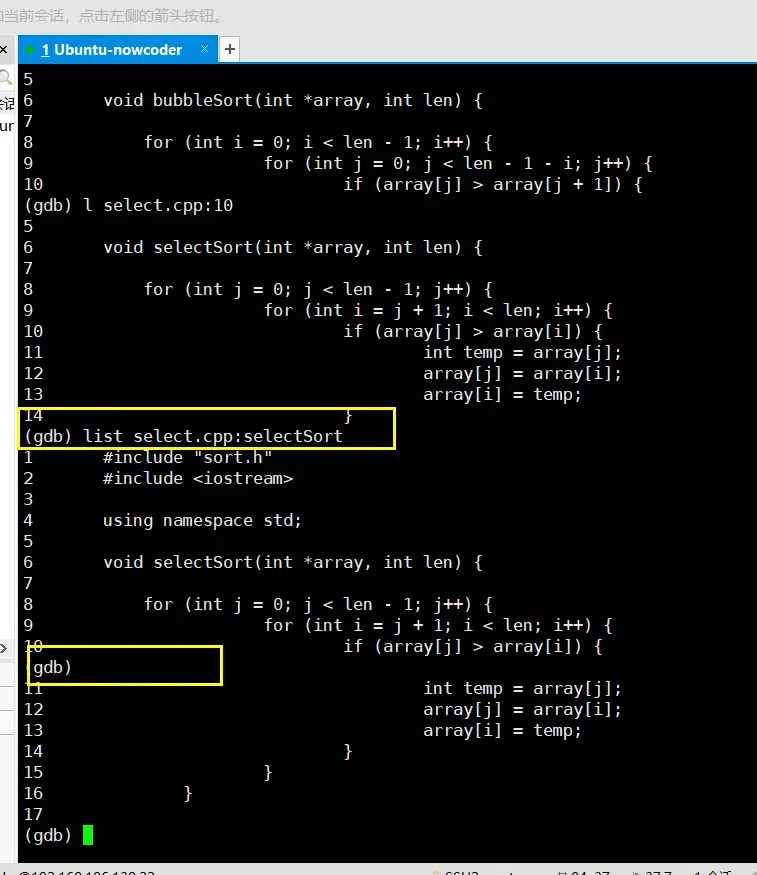 当前会话，点击左侧的箭头按钮。
× 1 Ubuntu-nowcoder × +
5
6 void bubbleSort(int *array, int len) {
7
8 for (int i = 0; i < len - 1; i++) {
9 for (int j = 0; j < len - 1 - i; j++) {
10 if (array[j] > array[j + 1]) {
(gdb) l select.cpp:10
5
6 void selectSort(int *array, int len) {
7
8 for (int j = 0; j < len - 1; j++) {
9 for (int i = j + 1; i < len; i++) {
10 if (array[j] > array[i]) {
11 int temp = array[j];
12 array[j] = array[i];
13 array[i] = temp;
14 }
(gdb) list select.cpp:selectSort
1 #include "sort.h"
2 #include <iostream>
3
4 using namespace std;
5
6 void selectSort(int *array, int len) {
7
8 for (int j = 0; j < len - 1; j++) {
9 for (int i = j + 1; i < len; i++) {
10 if (array[j] > array[i]) {
(gdb)
11 int temp = array[j];
12 array[j] = array[i];
13 array[i] = temp;
14 }
15 }
16 }
17
(gdb)